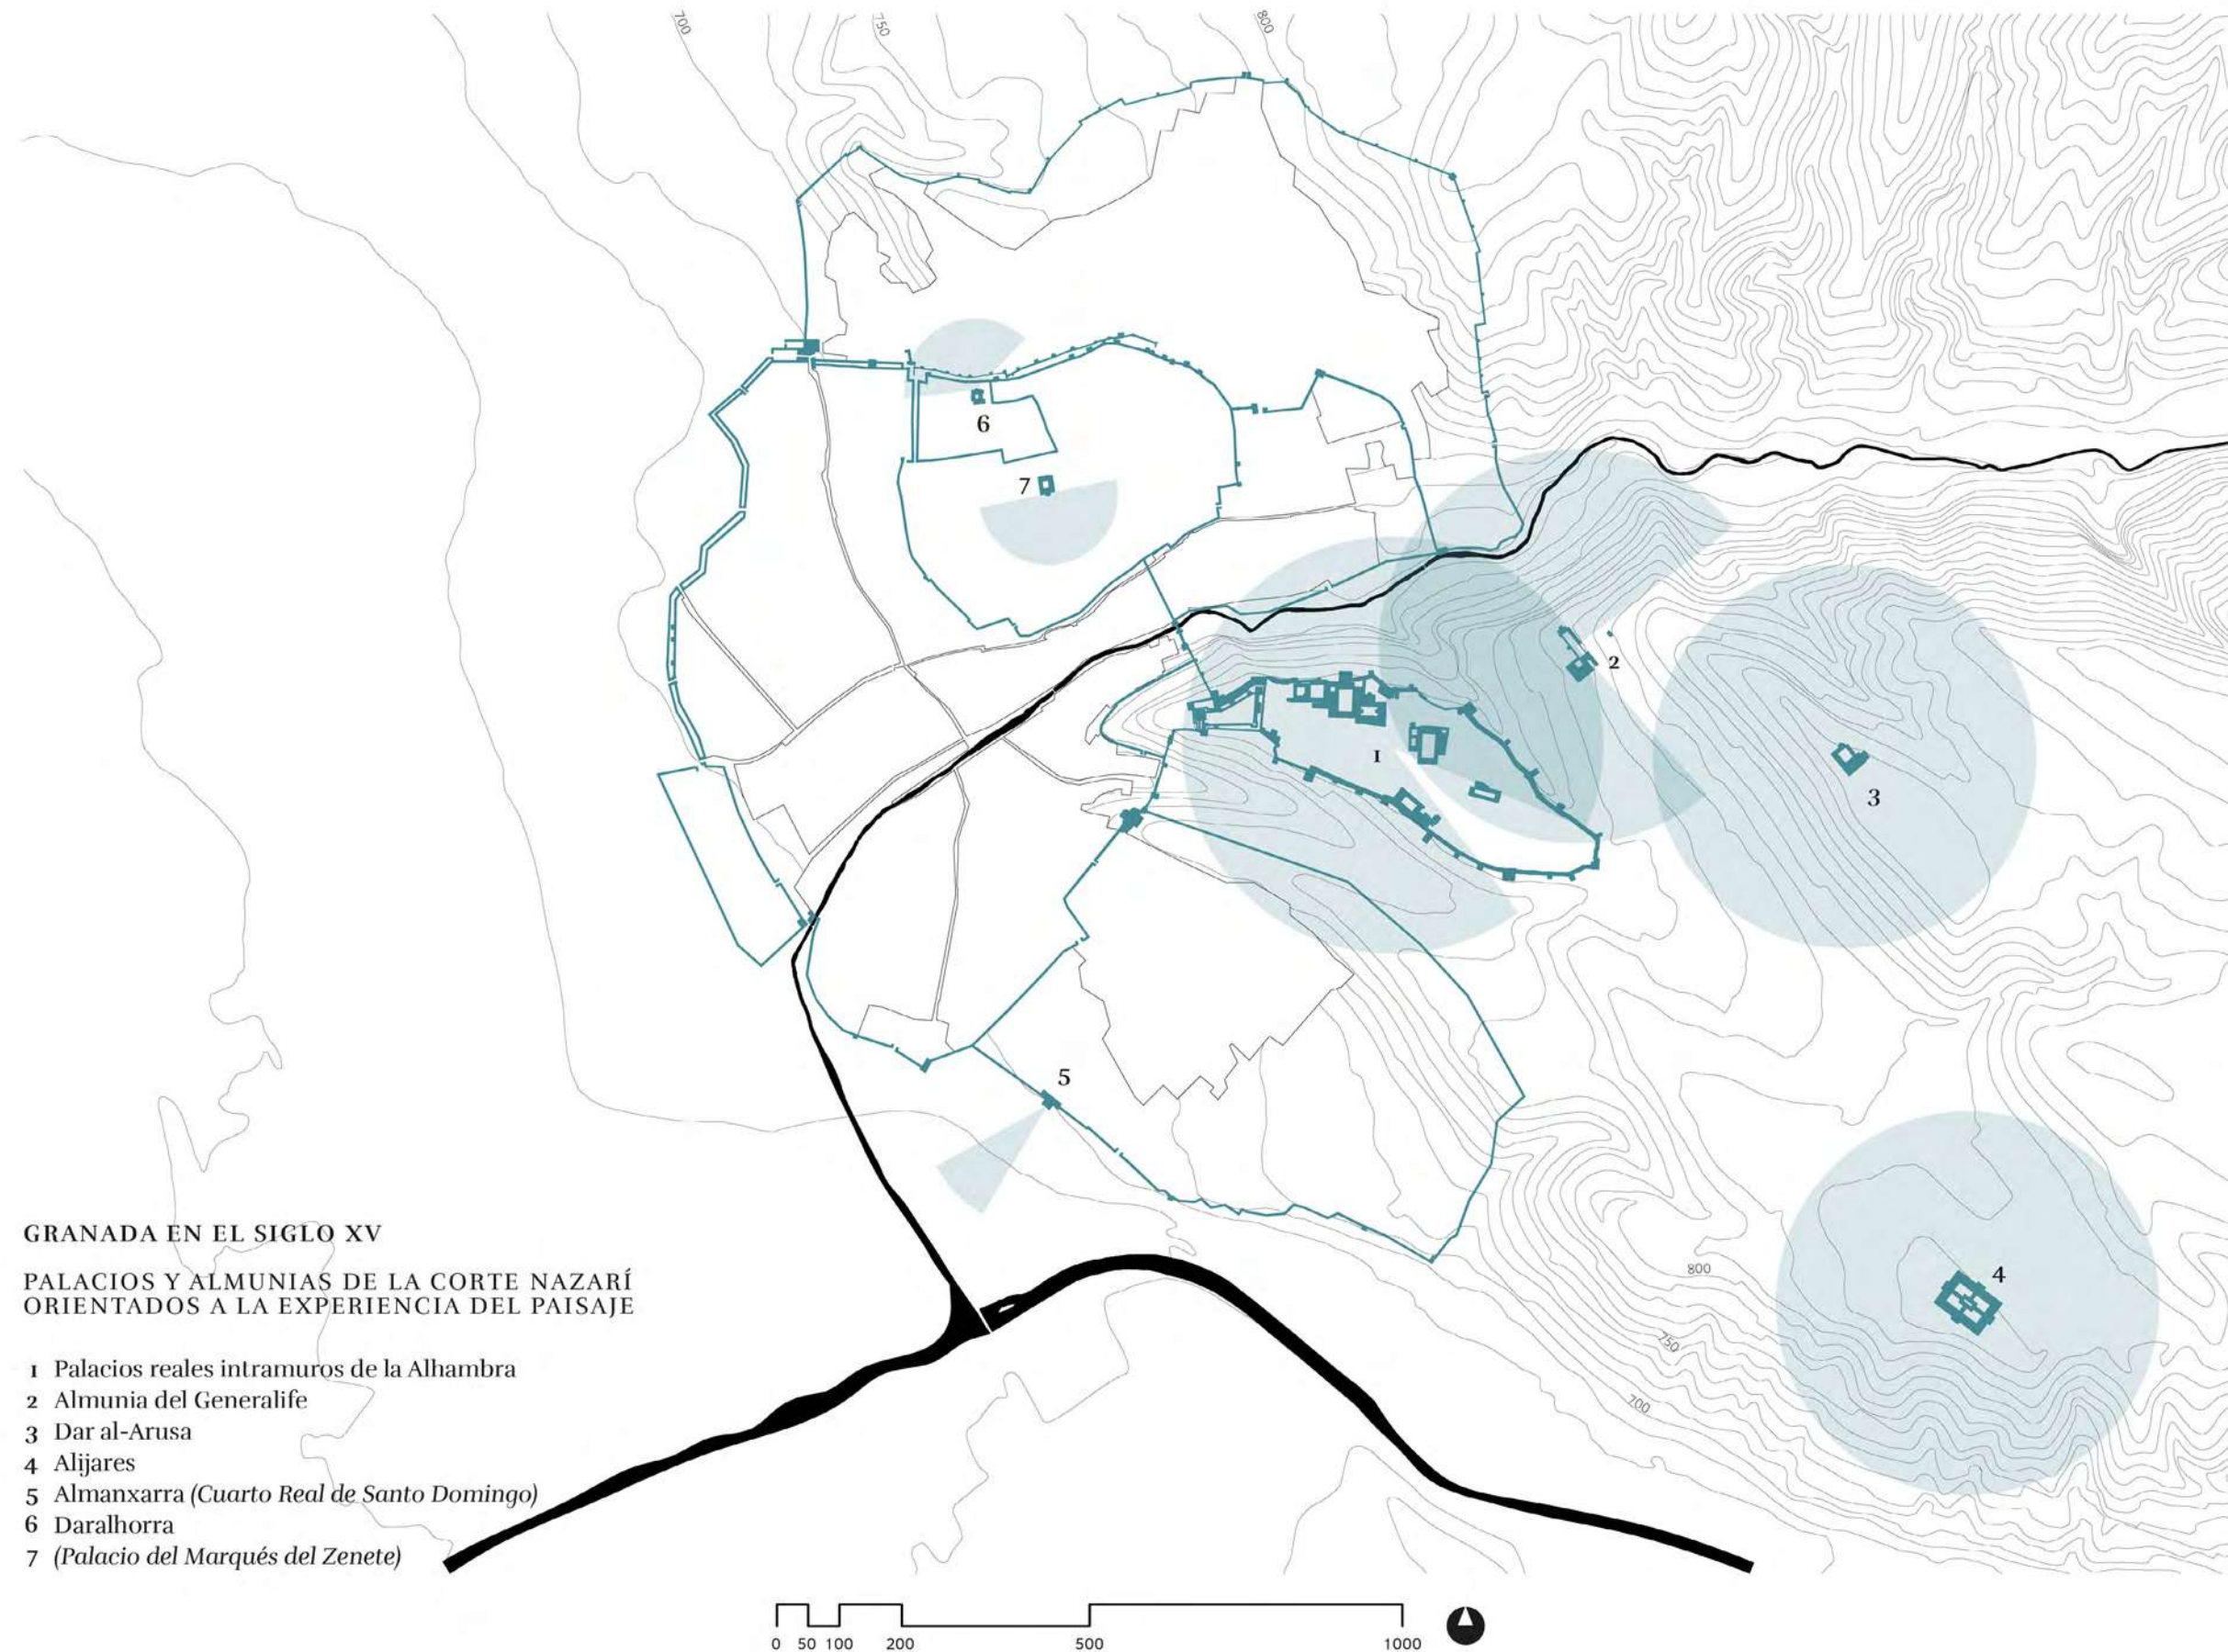 700
750
800
6
7
2
1
3
5
4
800
750
700
GRANADA EN EL SIGLO XV
PALACIOS Y ALMUNIAS DE LA CORTE NAZARÍ
ORIENTADOS A LA EXPERIENCIA DEL PAISAJE
1 Palacios reales intramuros de la Alhambra
2 Almunia del Generalife
3 Dar al-Arusa
4 Alijares
5 Almanxarra (Cuarto Real de Santo Domingo)
6 Daralhorra
7 (Palacio del Marqués del Zenete)
0 50 100 200 500 1000